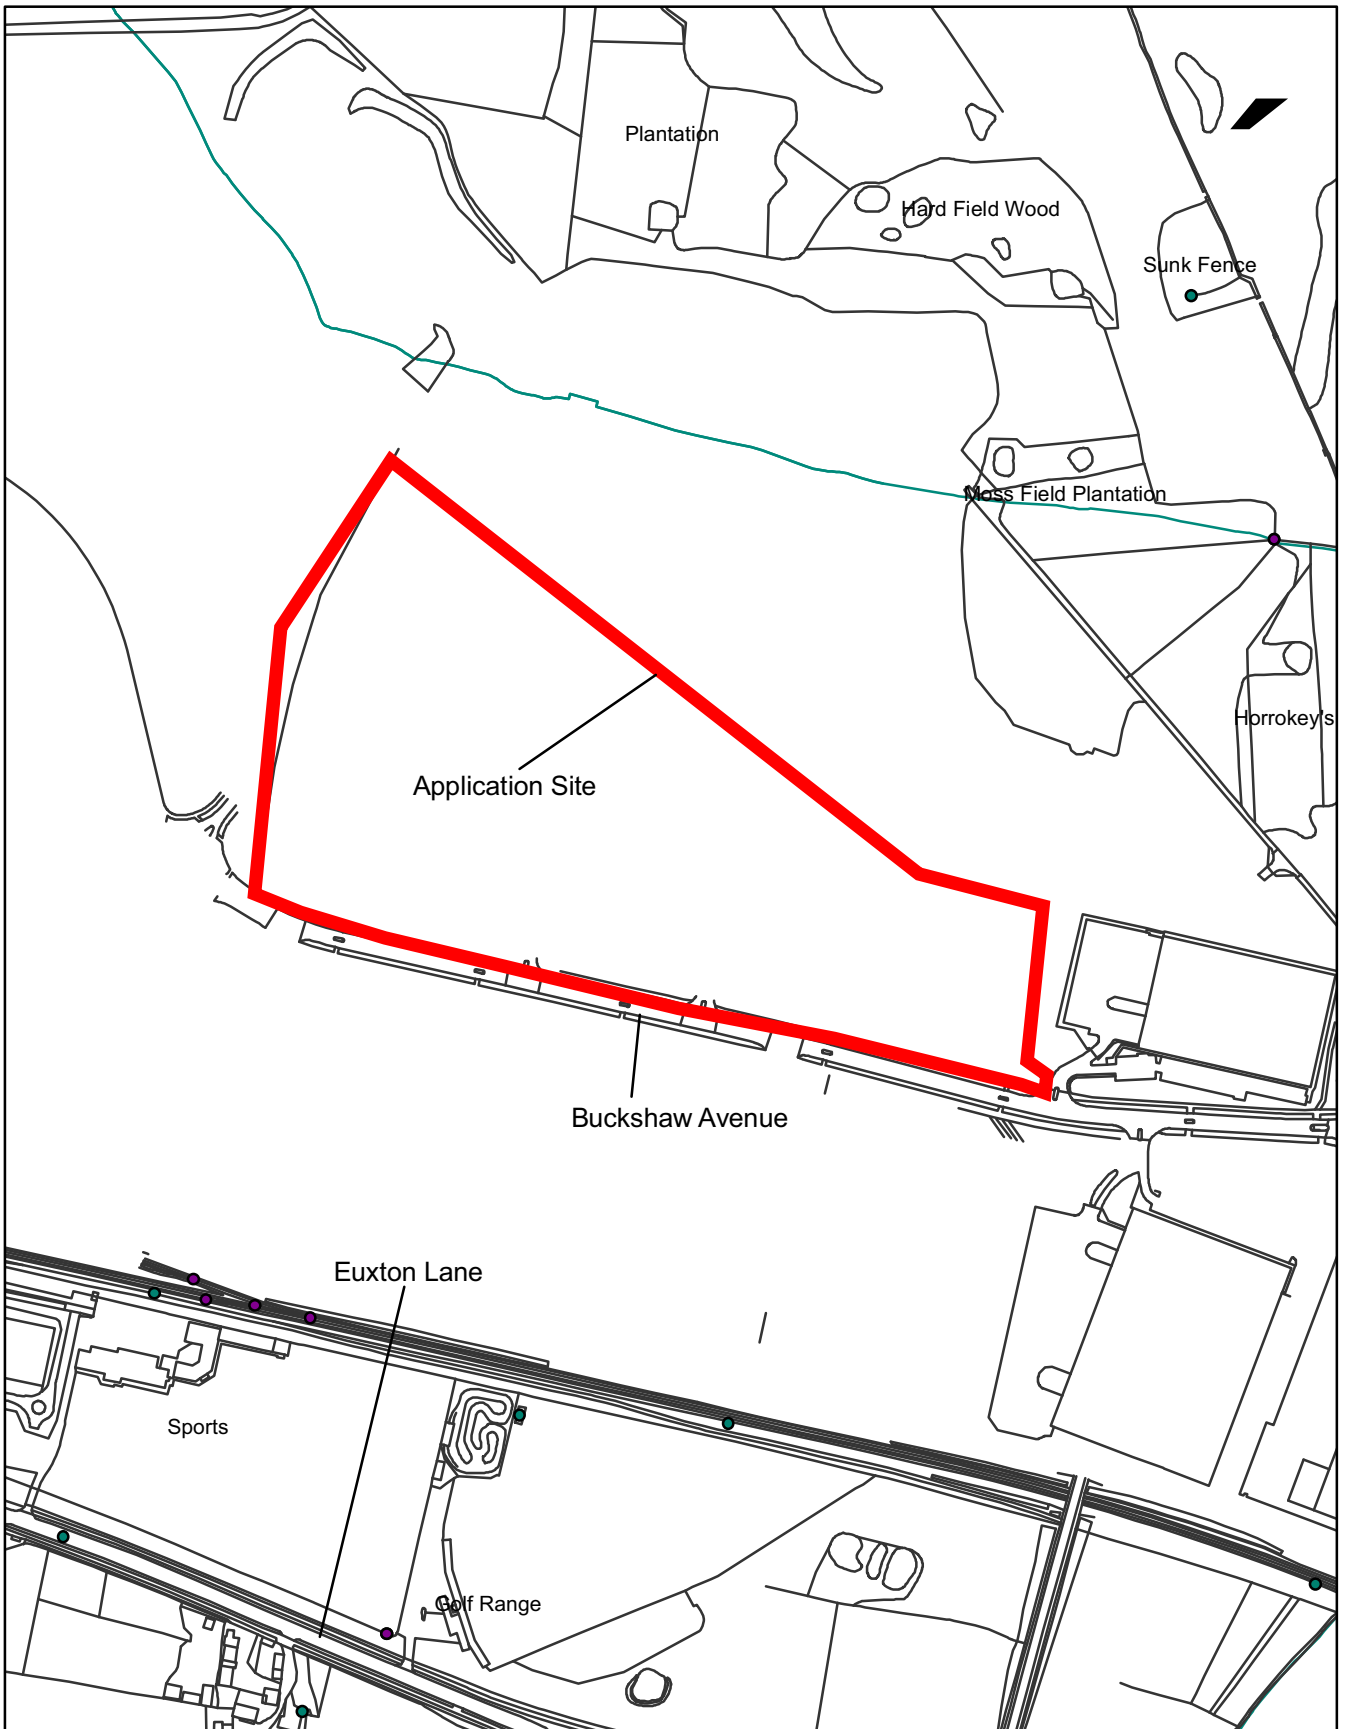 Plantation
Hard Field Wood
Sunk Fence
Moss Field Plantation
Horrokey's
Application Site
Buckshaw Avenue
Euxton Lane
Sports
Golf Range